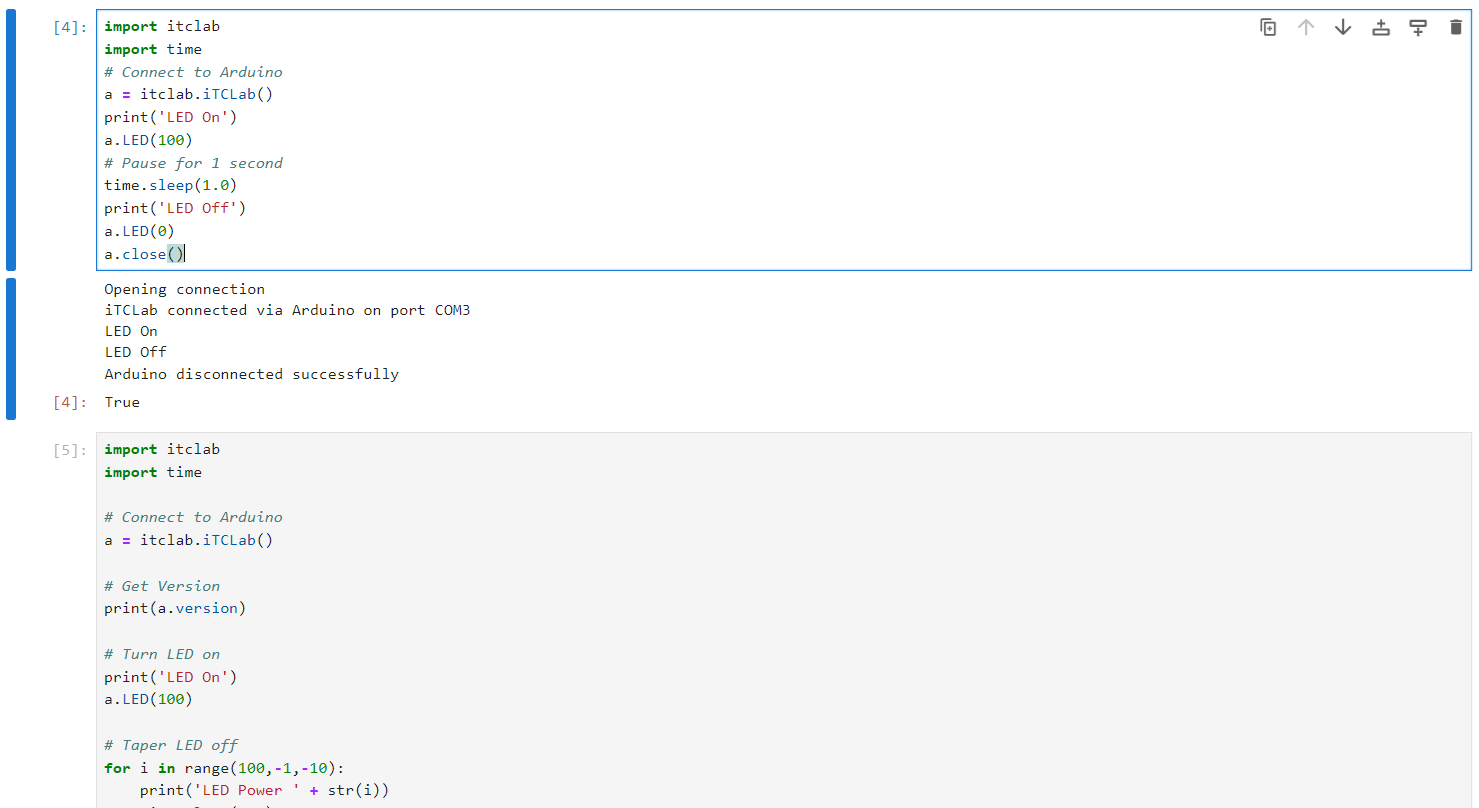 [4]: import itclab
import time
# Connect to Arduino
a = itclab.iTCLab()
print('LED On')
a.LED(100)
# Pause for 1 second
time.sleep(1.0)
print('LED Off')
a.LED(0)
a.close()
Opening connection
iTCLab connected via Arduino on port COM3
LED On
LED Off
Arduino disconnected successfully
[4]: True
[5]: import itclab
import time
# Connect to Arduino
a = itclab.iTCLab()
# Get Version
print(a.version)
# Turn LED on
print('LED On')
a.LED(100)
# Taper LED off
for i in range(100,-1,-10):
    print('LED Power ' + str(i))